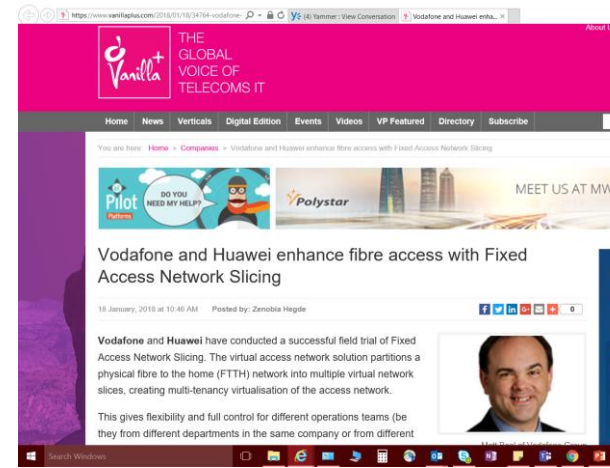 https://www.vanillaplus.com/2018/01/18/34764-vodafone-
(4) Yammer : View Conversation
Vodafone and Huawei enha...
About U
Vanilla+
THE
GLOBAL
VOICE OF
TELECOMS IT
Home News Verticals Digital Edition Events Videos VP Featured Directory Subscribe
You are here: Home > Companies > Vodafone and Huawei enhance fibre access with Fixed Access Network Slicing
Pilot
Platforms
DO YOU
NEED MY HELP?
Polystar
MEET US AT MW
Vodafone and Huawei enhance fibre access with Fixed
Access Network Slicing
18 January, 2018 at 10:46 AM Posted by: Zenobia Hegde
0
Vodafone and Huawei have conducted a successful field trial of Fixed
Access Network Slicing. The virtual access network solution partitions a
physical fibre to the home (FTTH) network into multiple virtual network
slices, creating multi-tenancy virtualisation of the access network.
This gives flexibility and full control for different operations teams (be
they from different departments in the same company or from different
Search Windows